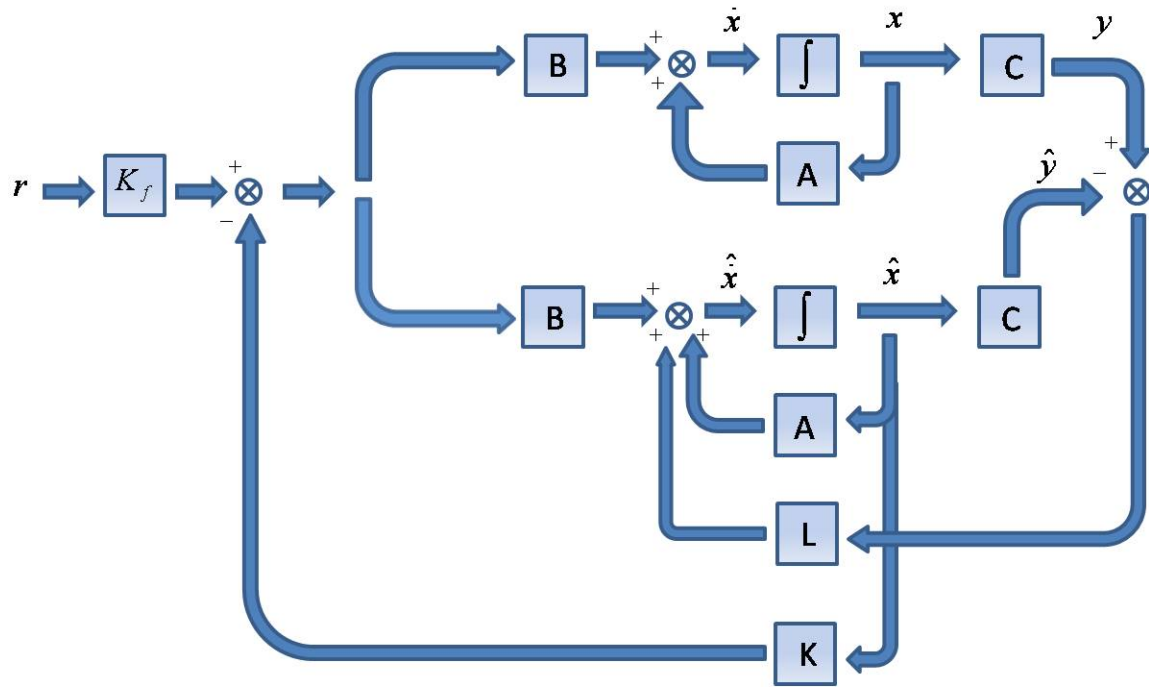 ẋ x y
+ B + ∫ C
+
+
r K_f + A ŷ −
−
x̂̇ x̂
B + ∫ C
+ +
A
L
K